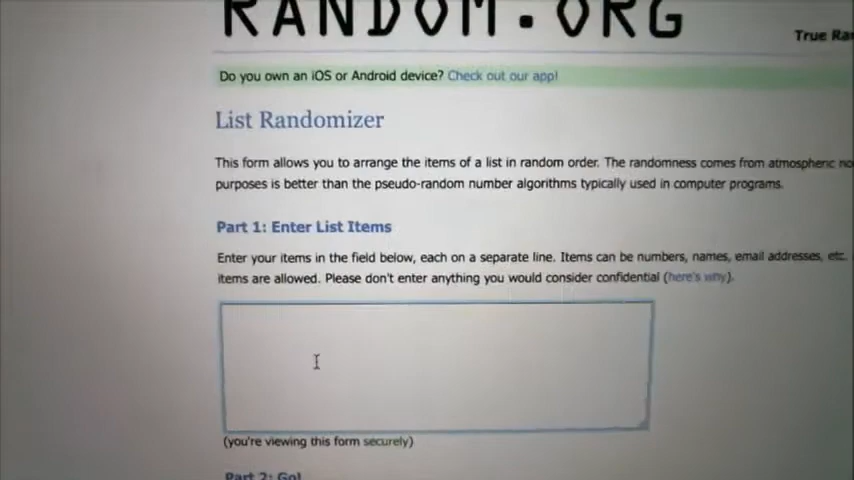 RANDOM.ORG
True Ra
Do you own an iOS or Android device? Check out our app!
List Randomizer
This form allows you to arrange the items of a list in random order. The randomness comes from atmospheric no
purposes is better than the pseudo-random number algorithms typically used in computer programs.
Part 1: Enter List Items
Enter your items in the field below, each on a separate line. Items can be numbers, names, email addresses, etc.
items are allowed. Please don't enter anything you would consider confidential (here's why).
(you're viewing this form securely)
Part 2: Go!